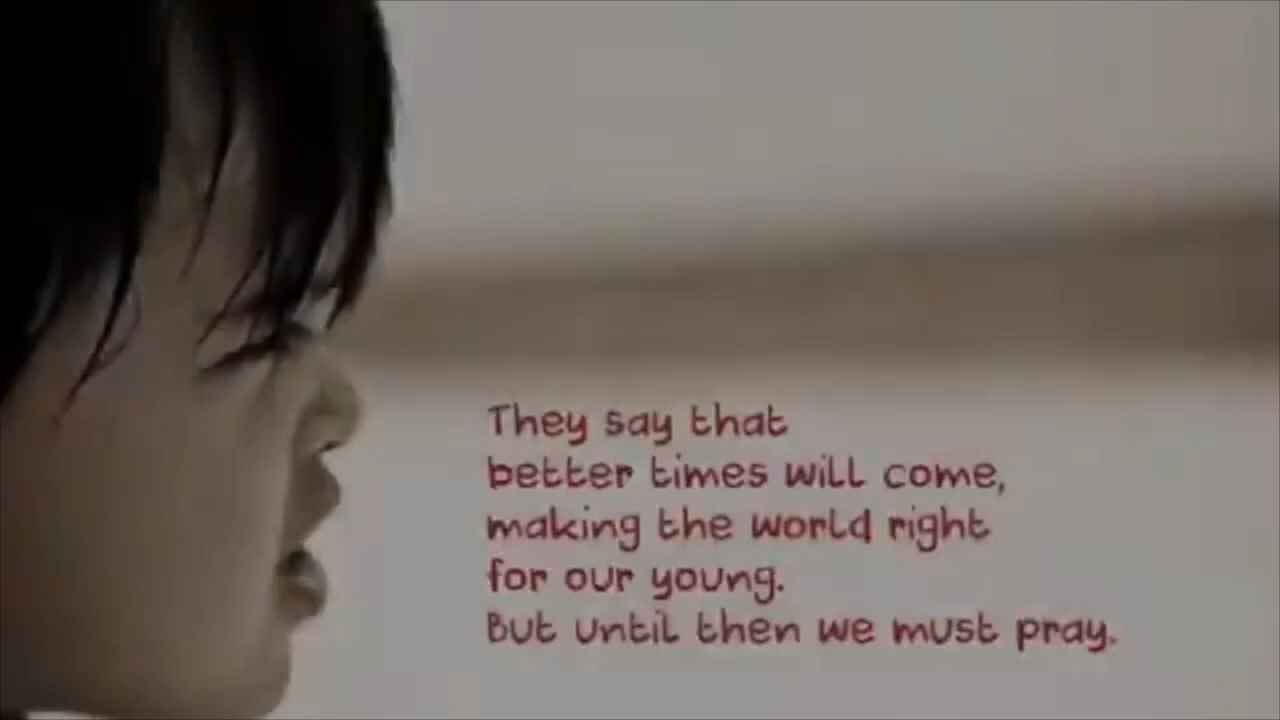 They say that
better times will come,
making the world right
for our young.
But until then we must pray.